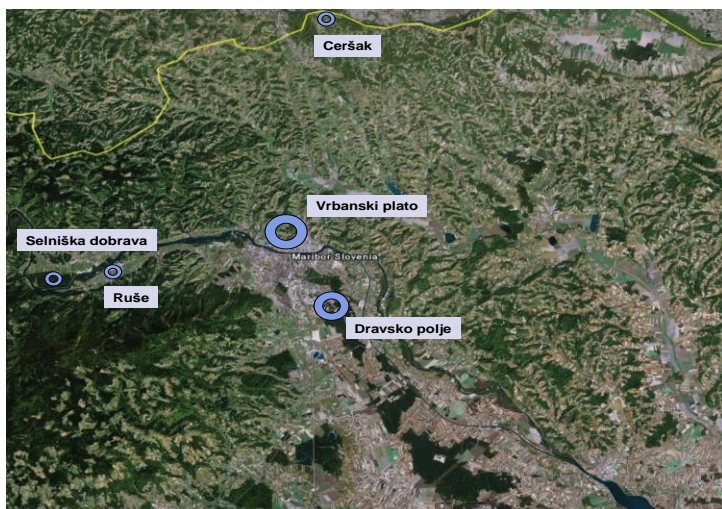 Ceršak
Vrbanski plato
Selniška dobrava
Maribor Slovenia
Ruše
Dravsko polje